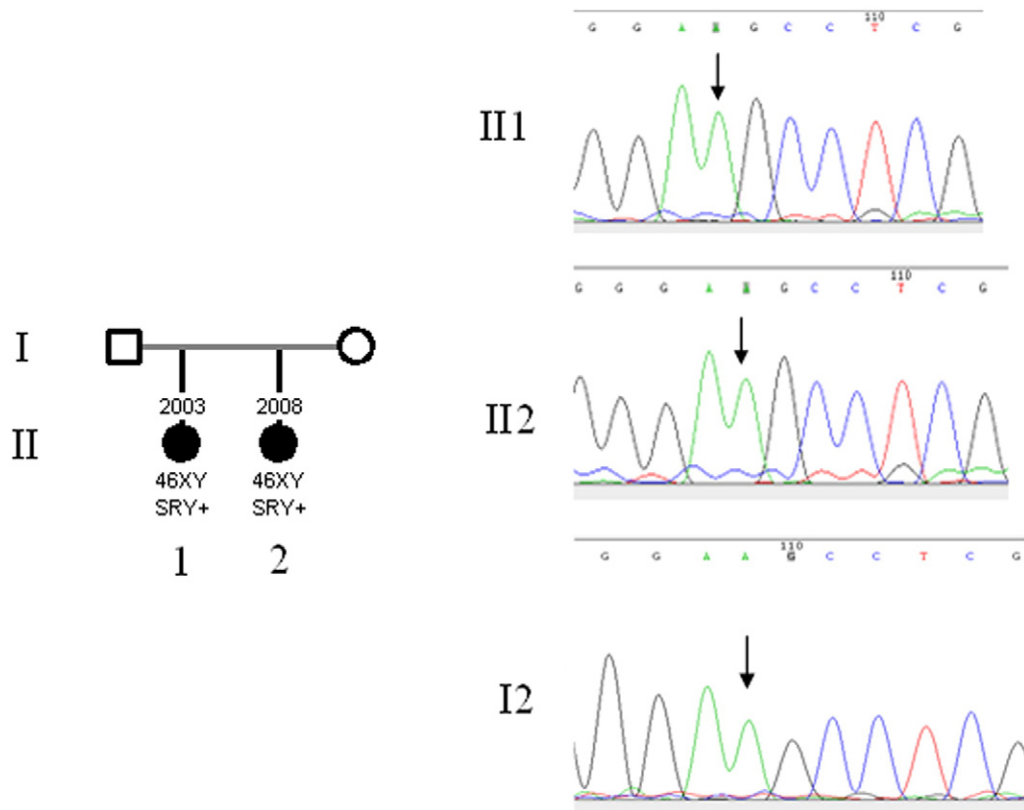 I
II
2003
46XY
SRY+
1
2008
46XY
SRY+
2
II1
110
G G A A G C C T C G
II2
110
G G G A A G C C T C G
I2
110
G G A A G C C T C G